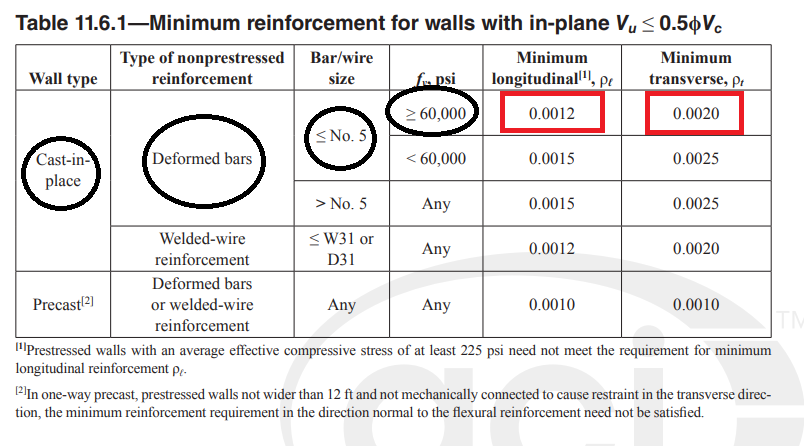 Table 11.6.1—Minimum reinforcement for walls with in-plane Vu ≤ 0.5ϕVc
Wall type
Type of nonprestressed
reinforcement
Bar/wire
size
fy, psi
Minimum
longitudinal[1], ρℓ
Minimum
transverse, ρt
Cast-in-
place
Deformed bars
≤ No. 5
≥ 60,000
0.0012
0.0020
< 60,000
0.0015
0.0025
> No. 5
Any
0.0015
0.0025
Welded-wire
reinforcement
≤ W31 or
D31
Any
0.0012
0.0020
Precast[2]
Deformed bars
or welded-wire
reinforcement
Any
Any
0.0010
0.0010
[1]Prestressed walls with an average effective compressive stress of at least 225 psi need not meet the requirement for minimum
longitudinal reinforcement ρℓ.
[2]In one-way precast, prestressed walls not wider than 12 ft and not mechanically connected to cause restraint in the transverse direc-
tion, the minimum reinforcement requirement in the direction normal to the flexural reinforcement need not be satisfied.
aci
TM